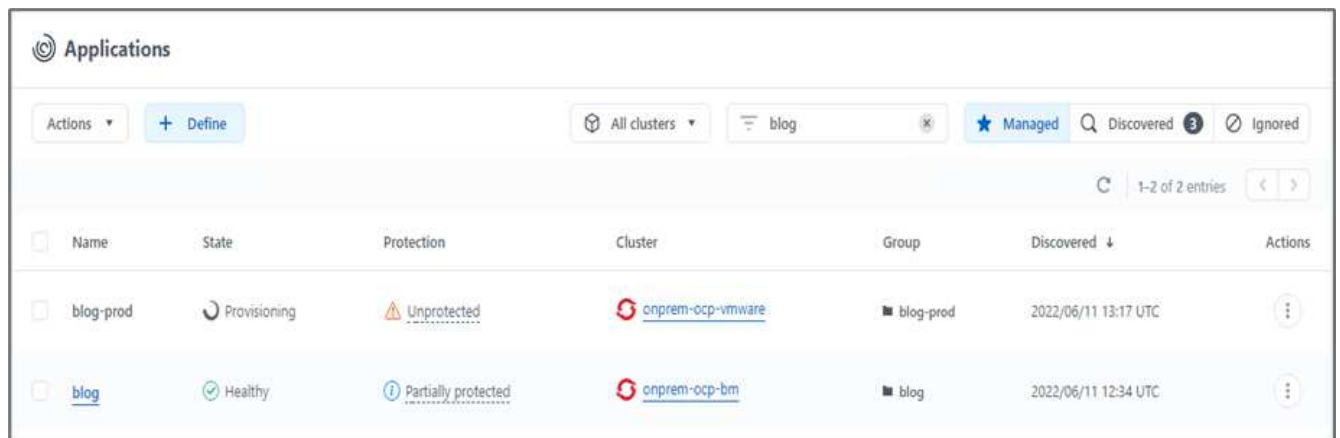 Applications
Actions + Define All clusters blog Managed Discovered 3 Ignored
1-2 of 2 entries
Name State Protection Cluster Group Discovered ↓ Actions
blog-prod Provisioning Unprotected onprem-ocp-vmware blog-prod 2022/06/11 13:17 UTC
blog Healthy Partially protected onprem-ocp-bm blog 2022/06/11 12:34 UTC